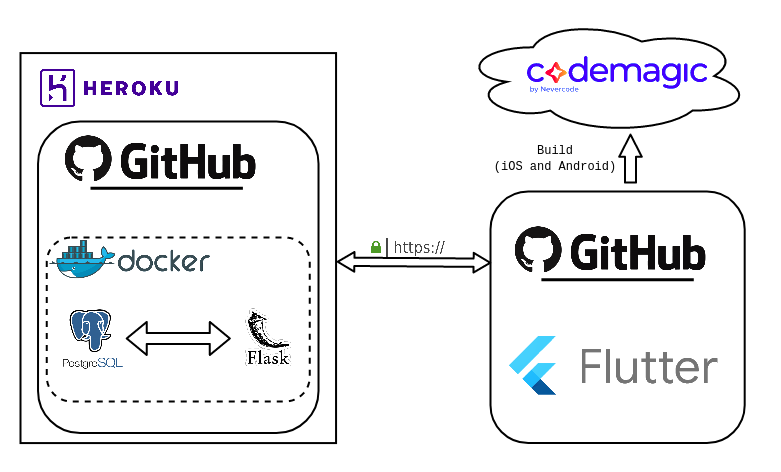 HEROKU
GitHub
docker
PostgreSQL
Flask
https://
codemagic
by Nevercode
Build
(iOS and Android)
GitHub
Flutter